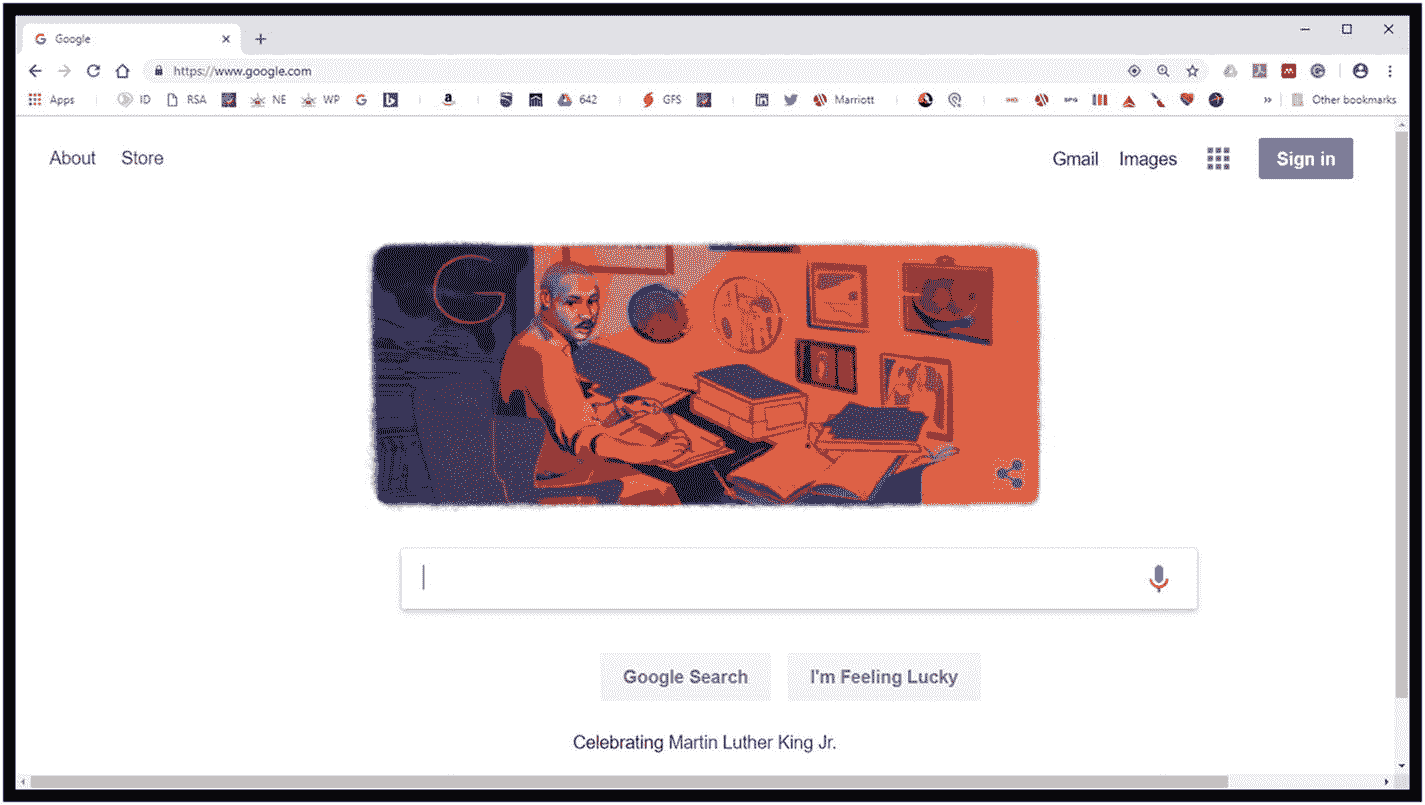 Google
https://www.google.com
Apps ID RSA NE WP 642 GFS Marriott » Other bookmarks
About Store Gmail Images Sign in
G
Google Search I'm Feeling Lucky
Celebrating Martin Luther King Jr.